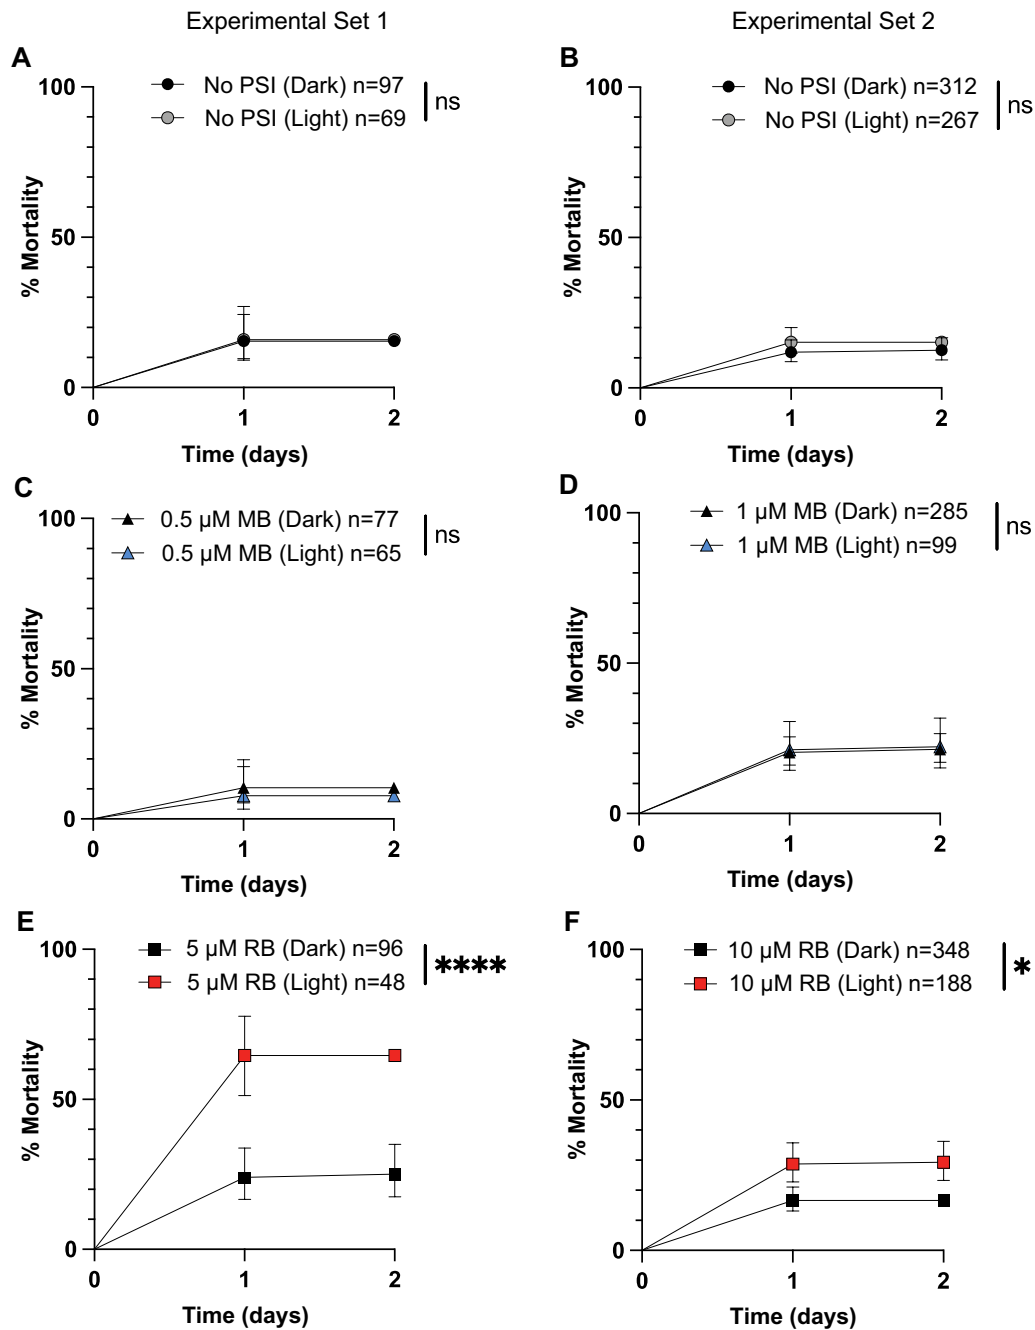 Experimental Set 1
Experimental Set 2
A
No PSI (Dark) n=97
No PSI (Light) n=69
ns
100
50
0
% Mortality
0 1 2
Time (days)
B
No PSI (Dark) n=312
No PSI (Light) n=267
ns
100
50
0
% Mortality
0 1 2
Time (days)
C
0.5 µM MB (Dark) n=77
0.5 µM MB (Light) n=65
ns
100
50
0
% Mortality
0 1 2
Time (days)
D
1 µM MB (Dark) n=285
1 µM MB (Light) n=99
ns
100
50
0
% Mortality
0 1 2
Time (days)
E
5 µM RB (Dark) n=96
5 µM RB (Light) n=48
****
100
50
0
% Mortality
0 1 2
Time (days)
F
10 µM RB (Dark) n=348
10 µM RB (Light) n=188
*
100
50
0
% Mortality
0 1 2
Time (days)